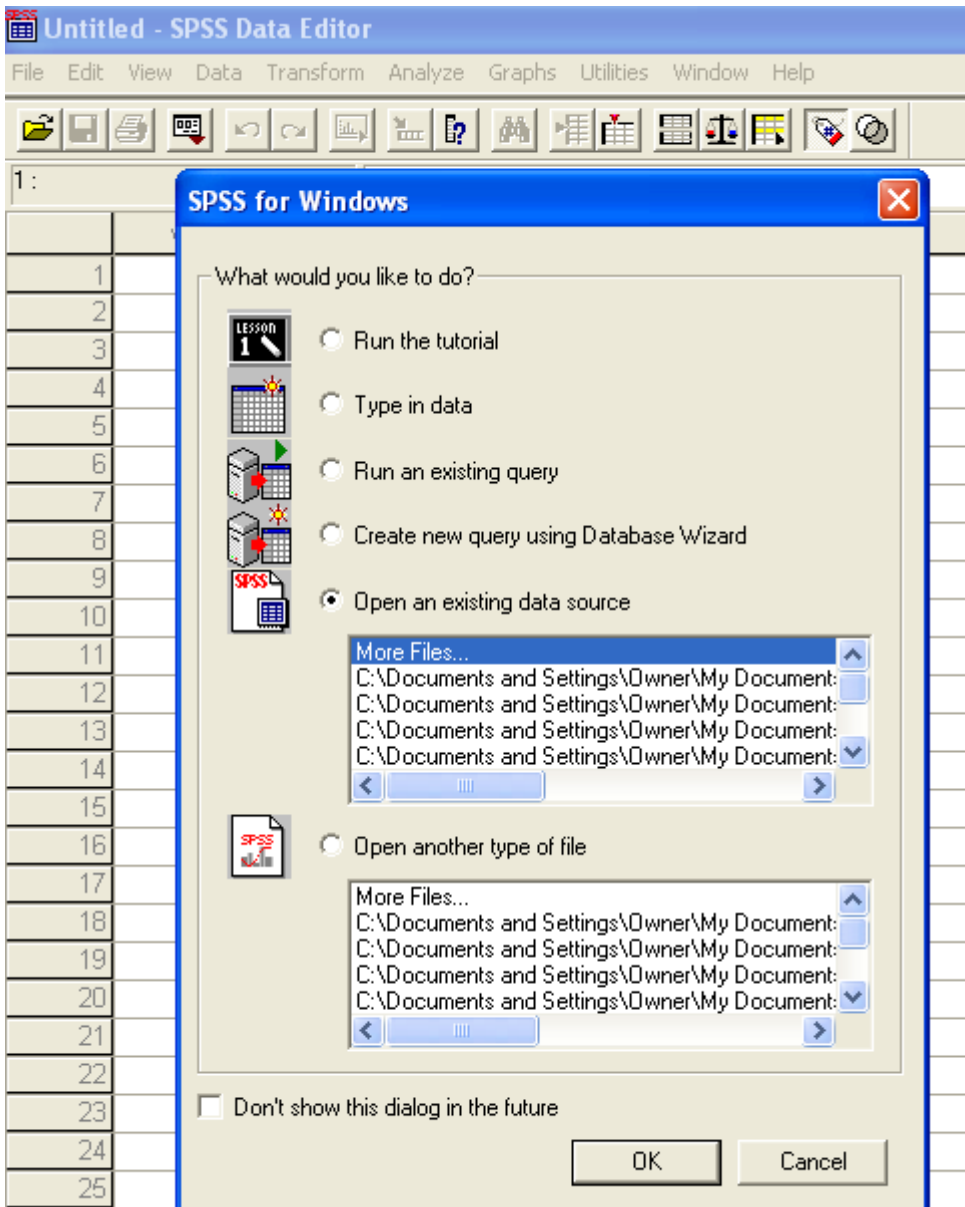 SPSS
Untitled - SPSS Data Editor
File Edit View Data Transform Analyze Graphs Utilities Window Help
1 :
SPSS for Windows
1
2
3
4
5
6
7
8
9
10
11
12
13
14
15
16
17
18
19
20
21
22
23
24
25
What would you like to do?
LESSON
1
Run the tutorial
Type in data
Run an existing query
Create new query using Database Wizard
SPSS
Open an existing data source
More Files...
C:\Documents and Settings\Owner\My Document
C:\Documents and Settings\Owner\My Document
C:\Documents and Settings\Owner\My Document
C:\Documents and Settings\Owner\My Document
SPSS
Open another type of file
More Files...
C:\Documents and Settings\Owner\My Document
C:\Documents and Settings\Owner\My Document
C:\Documents and Settings\Owner\My Document
C:\Documents and Settings\Owner\My Document
Don't show this dialog in the future
OK Cancel